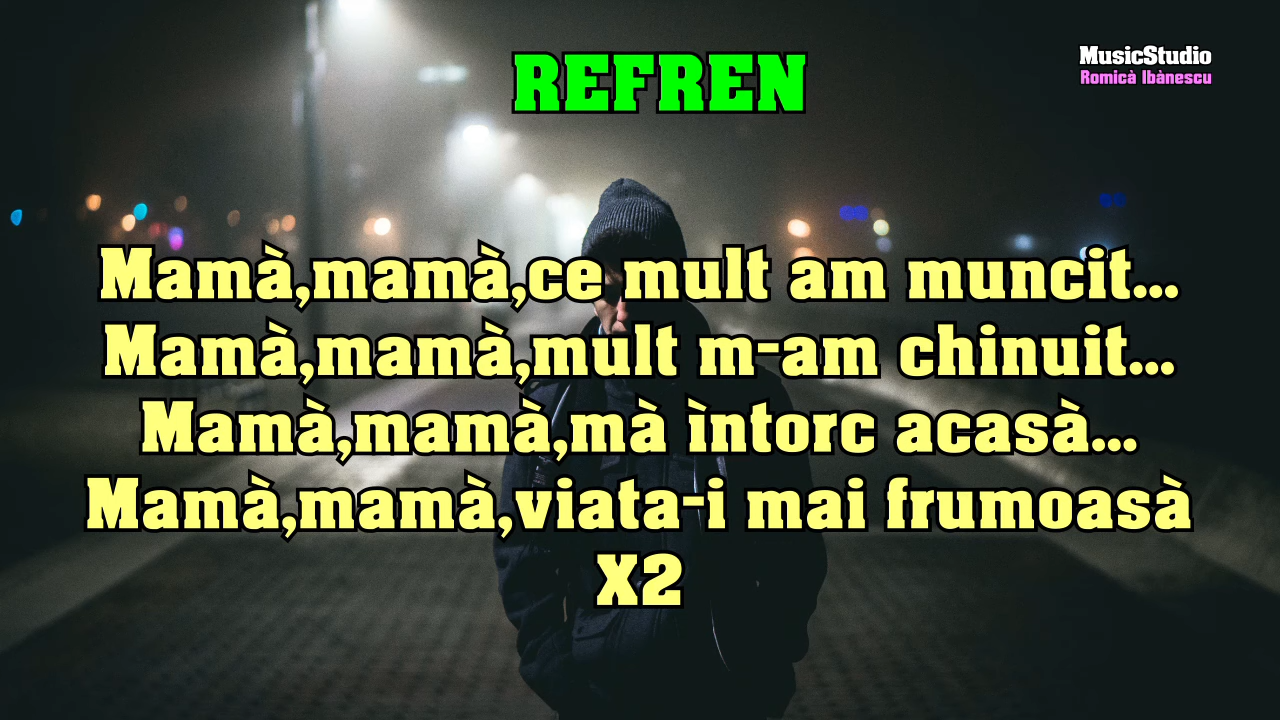 REFREN
MusicStudio
Romicà Ibànescu
Mamà,mamà,ce mult am muncit...
Mamà,mamà,mult m-am chinuit...
Mamà,mamà,mà ìntorc acasà...
Mamà,mamà,viata-i mai frumoasà
X2